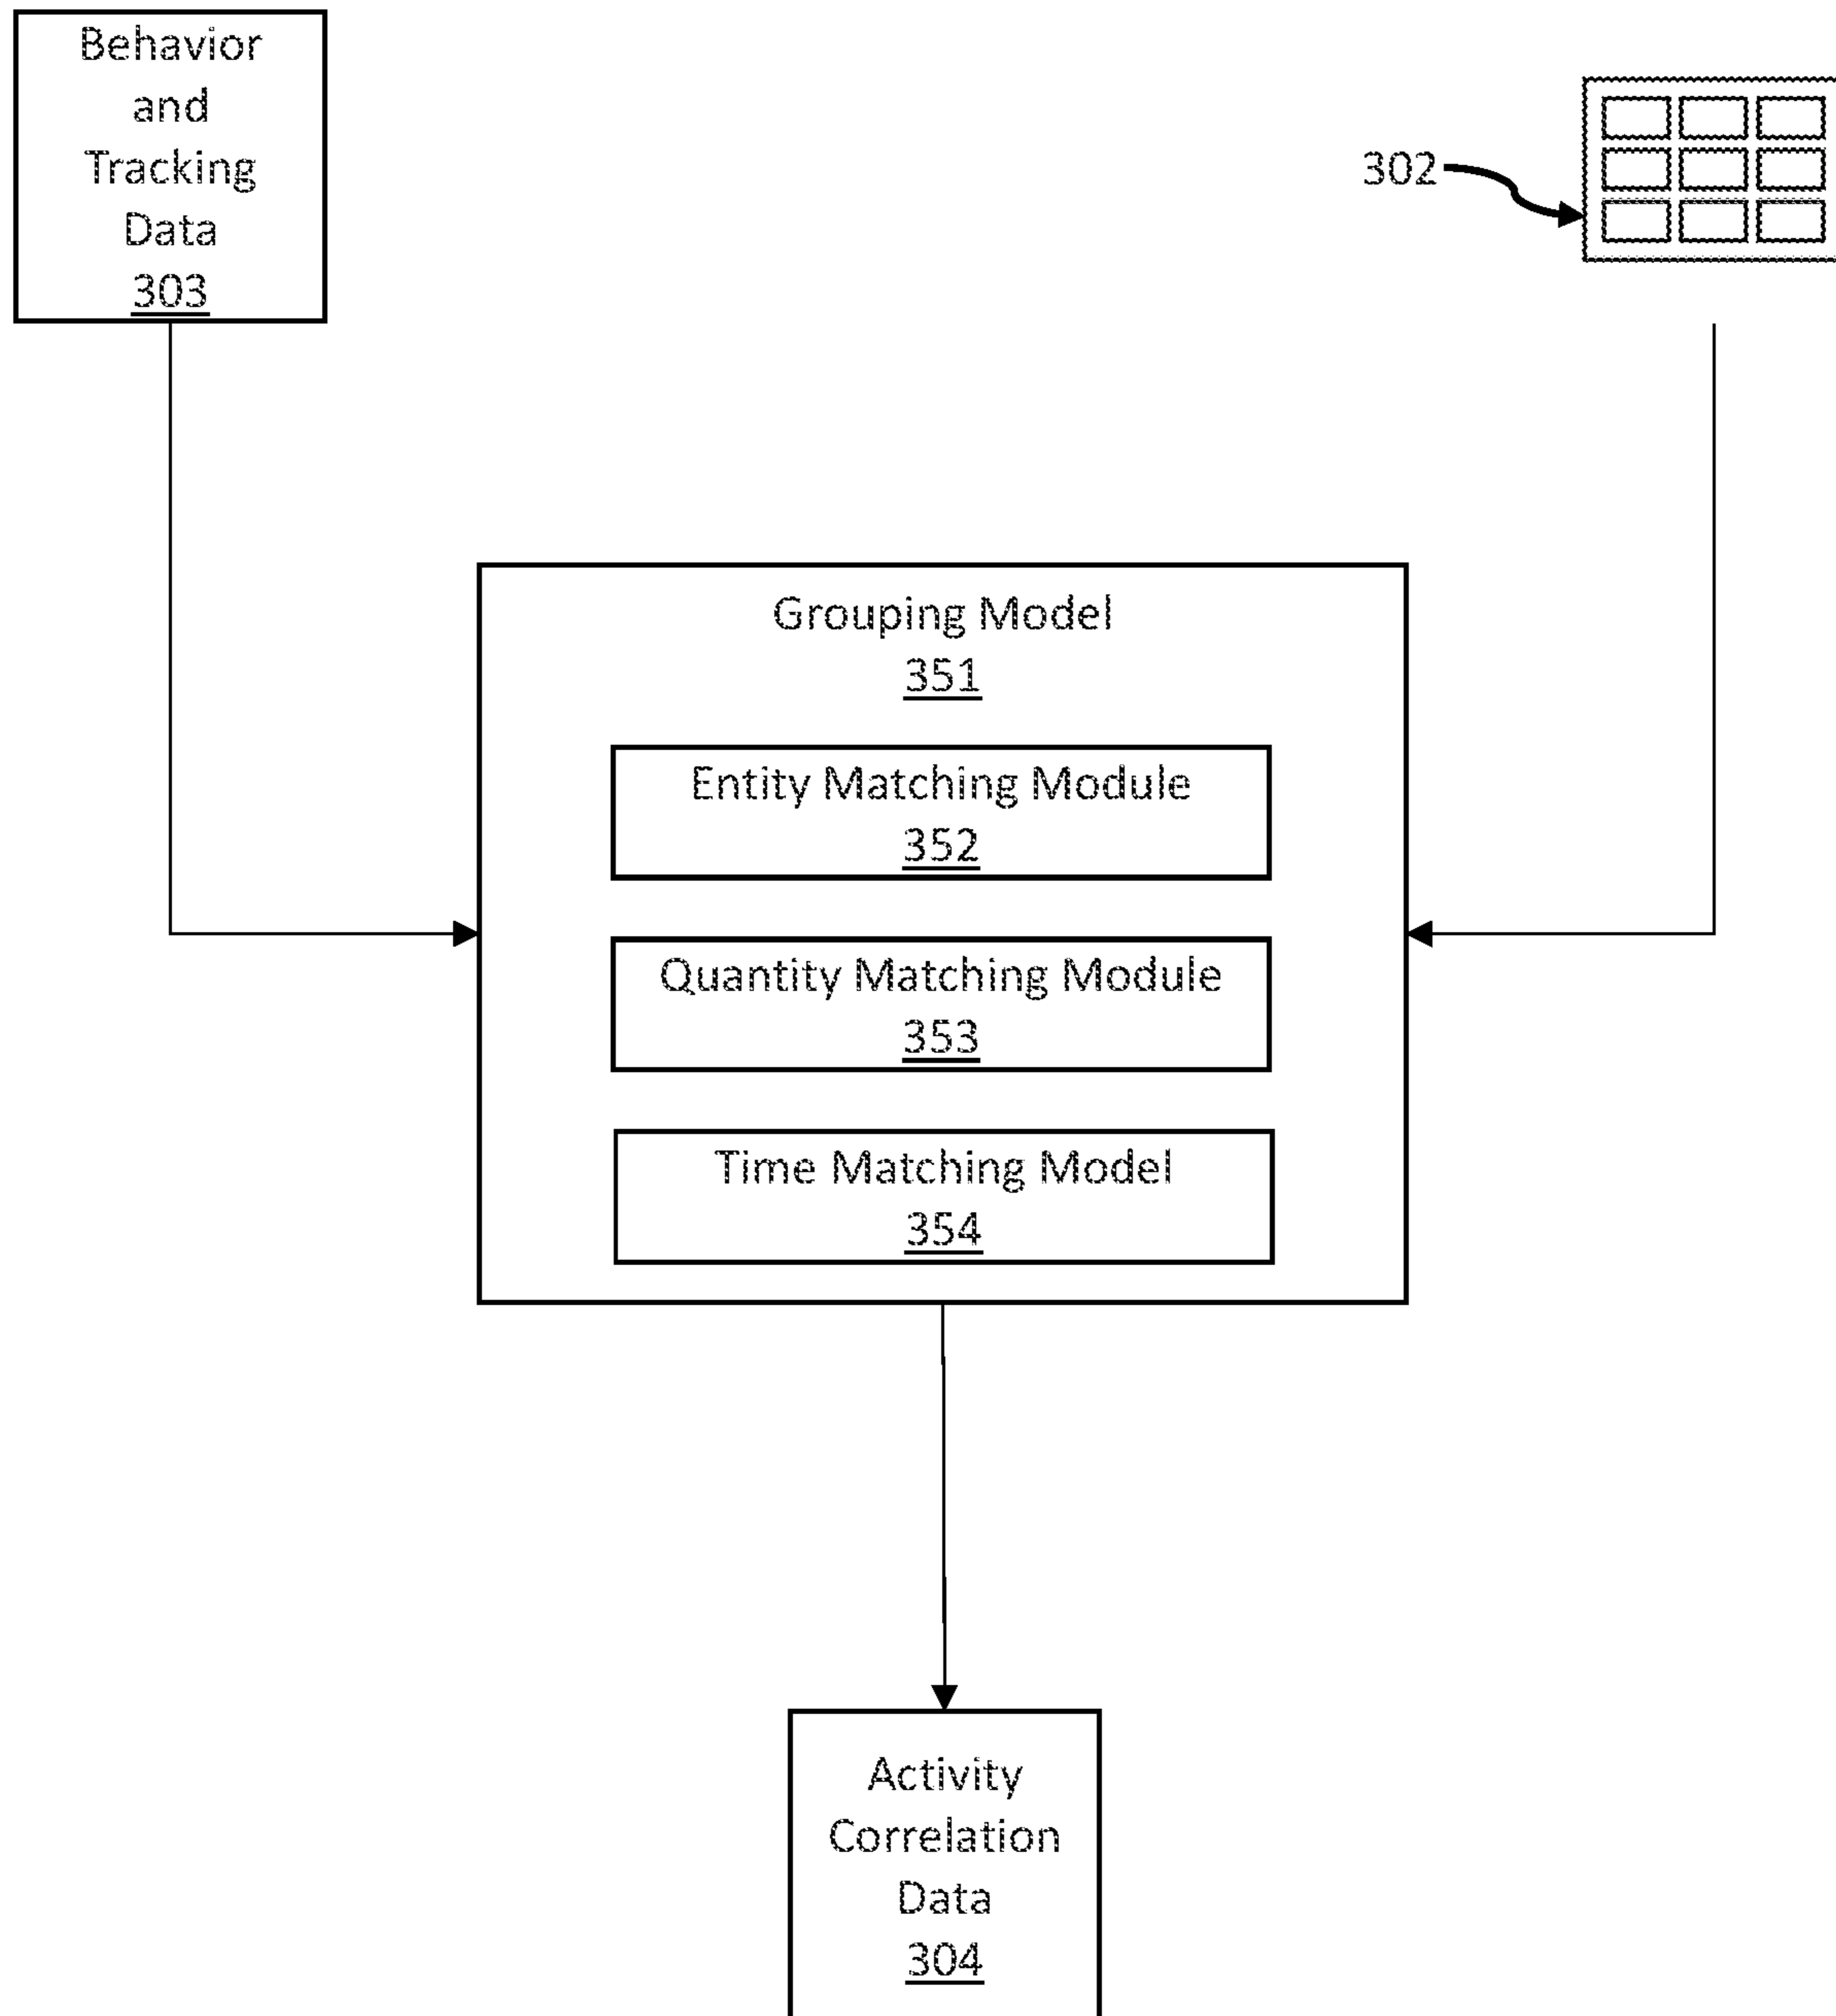 Behavior
and
Tracking
Data
303
302
Grouping Model
351
Entity Matching Module
352
Quantity Matching Module
353
Time Matching Model
354
Activity
Correlation
Data
304